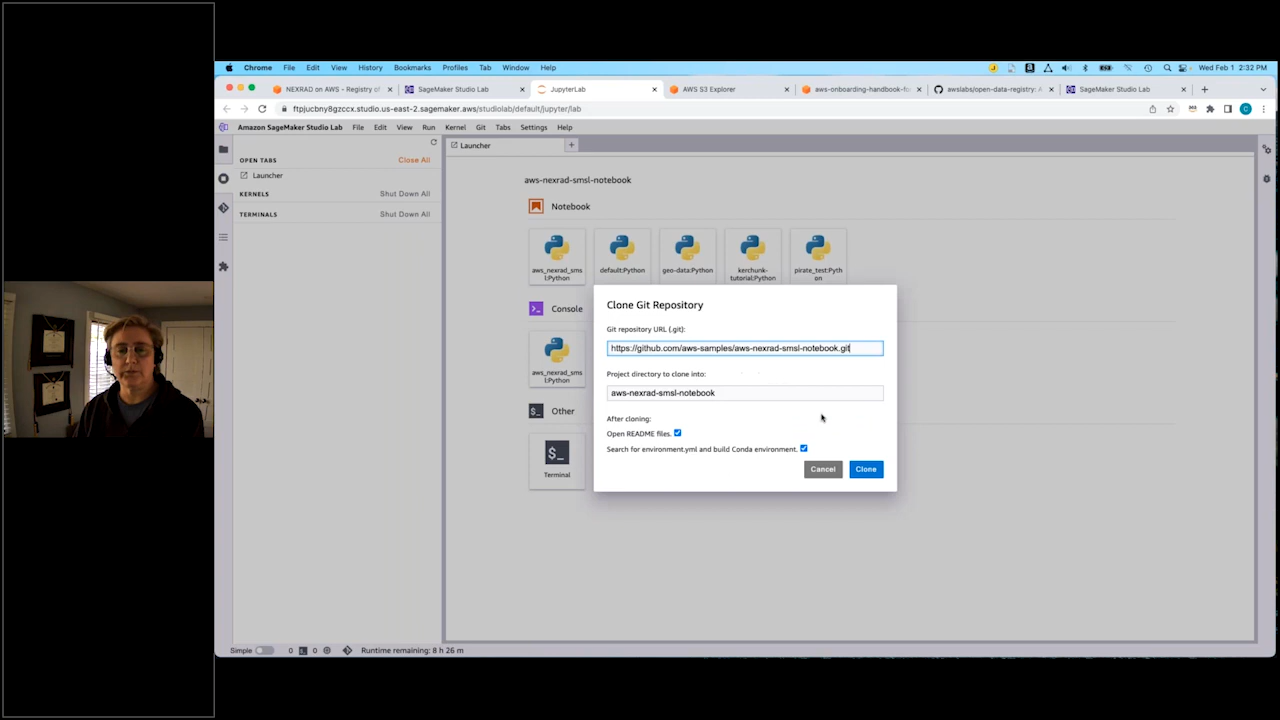 Chrome File Edit View History Bookmarks Profiles Tab Window Help Wed Feb 1 2:32 PM
NEXRAD on AWS - Registry of SageMaker Studio Lab JupyterLab AWS S3 Explorer aws-onboarding-handbook-fo awslabs/open-data-registry: A SageMaker Studio Lab
ftpjucbny8gzccx.studio.us-east-2.sagemaker.aws/studiolab/default/jupyter/lab
Amazon SageMaker Studio Lab File Edit View Run Kernel Git Tabs Settings Help
OPEN TABS Close All
Launcher
KERNELS Shut Down All
TERMINALS Shut Down All
Launcher
aws-nexrad-smsl-notebook
Notebook
aws_nexrad_sms
l:Python
default:Python
geo-data:Python
kerchunk-
tutorial:Python
pirate_test:Pyth
on
Console
aws_nexrad_sms
l:Python
Other
$_
Terminal
Clone Git Repository
Git repository URL (.git):
https://github.com/aws-samples/aws-nexrad-smsl-notebook.git
Project directory to clone into:
aws-nexrad-smsl-notebook
After cloning:
Open README files.
Search for environment.yml and build Conda environment.
Cancel Clone
Simple 0 0 Runtime remaining: 8 h 26 m